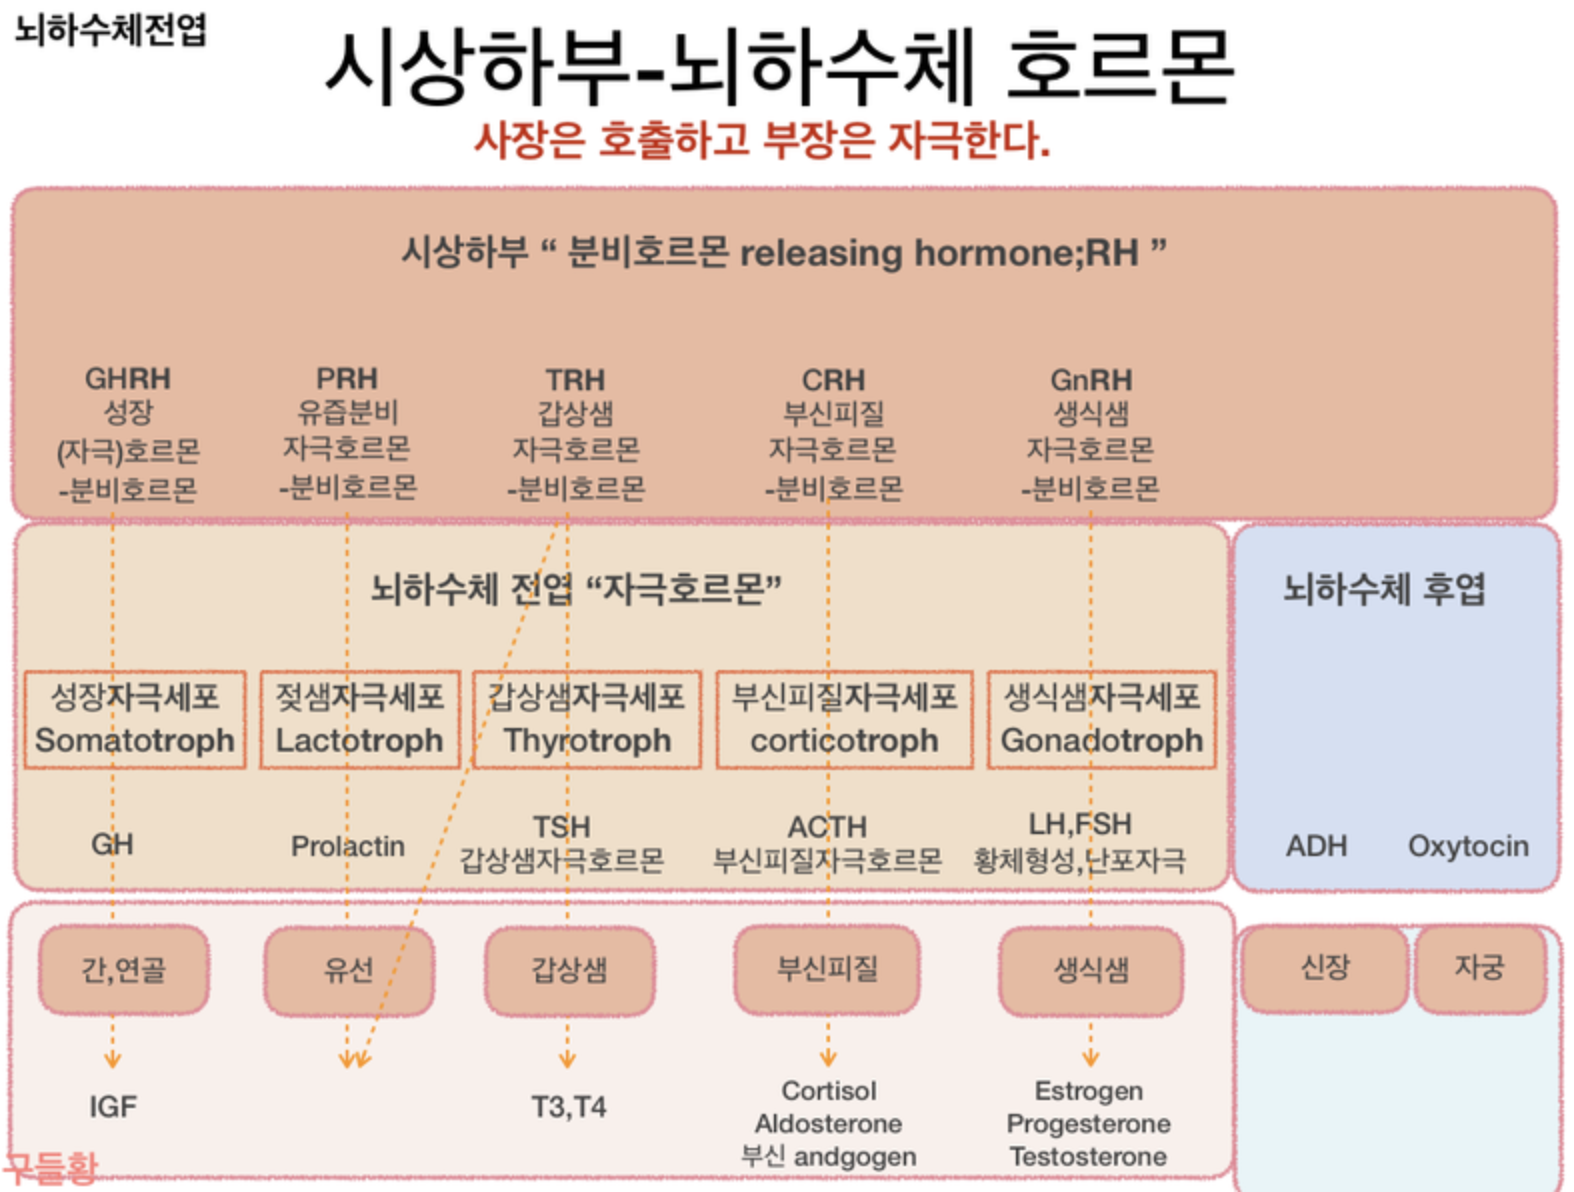 뇌하수체전엽
시상하부-뇌하수체 호르몬
사장은 호출하고 부장은 자극한다.
시상하부 “ 분비호르몬 releasing hormone;RH ”
GHRH
성장
(자극)호르몬
-분비호르몬
PRH
유즙분비
자극호르몬
-분비호르몬
TRH
갑상샘
자극호르몬
-분비호르몬
CRH
부신피질
자극호르몬
-분비호르몬
GnRH
생식샘
자극호르몬
-분비호르몬
뇌하수체 전엽 “자극호르몬”
뇌하수체 후엽
성장자극세포
Somatotroph
젖샘자극세포
Lactotroph
갑상샘자극세포
Thyrotroph
부신피질자극세포
corticotroph
생식샘자극세포
Gonadotroph
GH
Prolactin
TSH
갑상샘자극호르몬
ACTH
부신피질자극호르몬
LH,FSH
황체형성,난포자극
ADH
Oxytocin
간,연골
유선
갑상샘
부신피질
생식샘
신장
자궁
IGF
T3,T4
Cortisol
Aldosterone
부신 andgogen
Estrogen
Progesterone
Testosterone
구들황